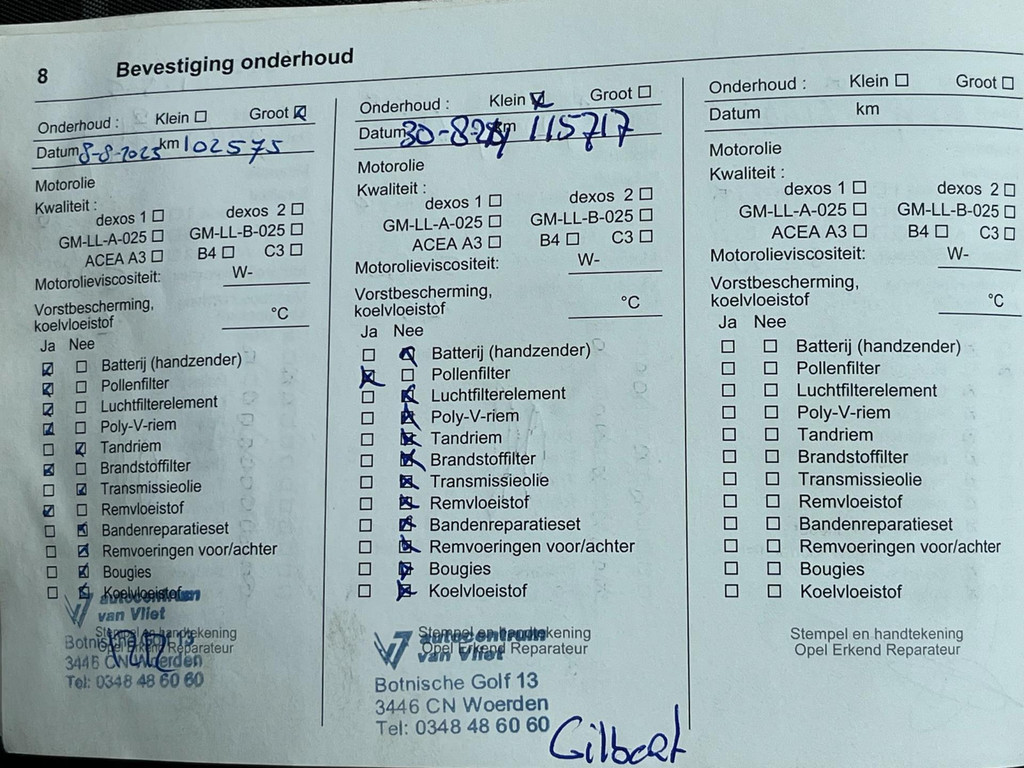 8 Bevestiging onderhoud
Onderhoud : Klein Groot
Datum 8-8-2023 km 102575
Motorolie
Kwaliteit :
dexos 1 dexos 2
GM-LL-A-025 GM-LL-B-025
ACEA A3 B4 C3
Motorolieviscositeit: W-
Vorstbescherming,
koelvloeistof °C
Ja Nee
Batterij (handzender)
Pollenfilter
Luchtfilterelement
Poly-V-riem
Tandriem
Brandstoffilter
Transmissieolie
Remvloeistof
Bandenreparatieset
Remvoeringen voor/achter
Bougies
Koelvloeistof
autocentrum
van Vliet
Stempel en handtekening
Opel Erkend Reparateur
Botnische Golf 13
3446 CN Woerden
Tel: 0348 48 60 60
Onderhoud : Klein Groot
Datum 30-8-24 km 115717
Motorolie
Kwaliteit :
dexos 1 dexos 2
GM-LL-A-025 GM-LL-B-025
ACEA A3 B4 C3
Motorolieviscositeit: W-
Vorstbescherming,
koelvloeistof °C
Ja Nee
Batterij (handzender)
Pollenfilter
Luchtfilterelement
Poly-V-riem
Tandriem
Brandstoffilter
Transmissieolie
Remvloeistof
Bandenreparatieset
Remvoeringen voor/achter
Bougies
Koelvloeistof
Stempel en handtekening
Opel Erkend Reparateur
autocentrum
van Vliet
Botnische Golf 13
3446 CN Woerden
Tel: 0348 48 60 60
Gilbert
Onderhoud : Klein Groot
Datum km
Motorolie
Kwaliteit :
dexos 1 dexos 2
GM-LL-A-025 GM-LL-B-025
ACEA A3 B4 C3
Motorolieviscositeit: W-
Vorstbescherming,
koelvloeistof °C
Ja Nee
Batterij (handzender)
Pollenfilter
Luchtfilterelement
Poly-V-riem
Tandriem
Brandstoffilter
Transmissieolie
Remvloeistof
Bandenreparatieset
Remvoeringen voor/achter
Bougies
Koelvloeistof
Stempel en handtekening
Opel Erkend Reparateur